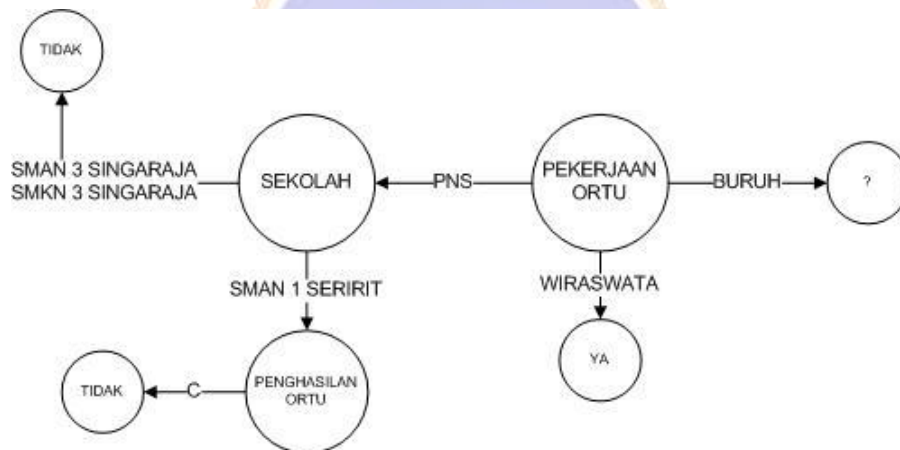 TIDAK
SMAN 3 SINGARAJA
SMKN 3 SINGARAJA
SEKOLAH
PNS
PEKERJAAN
ORTU
BURUH
?
SMAN 1 SERIRIT
WIRASWATA
TIDAK
C
PENGHASILAN
ORTU
YA